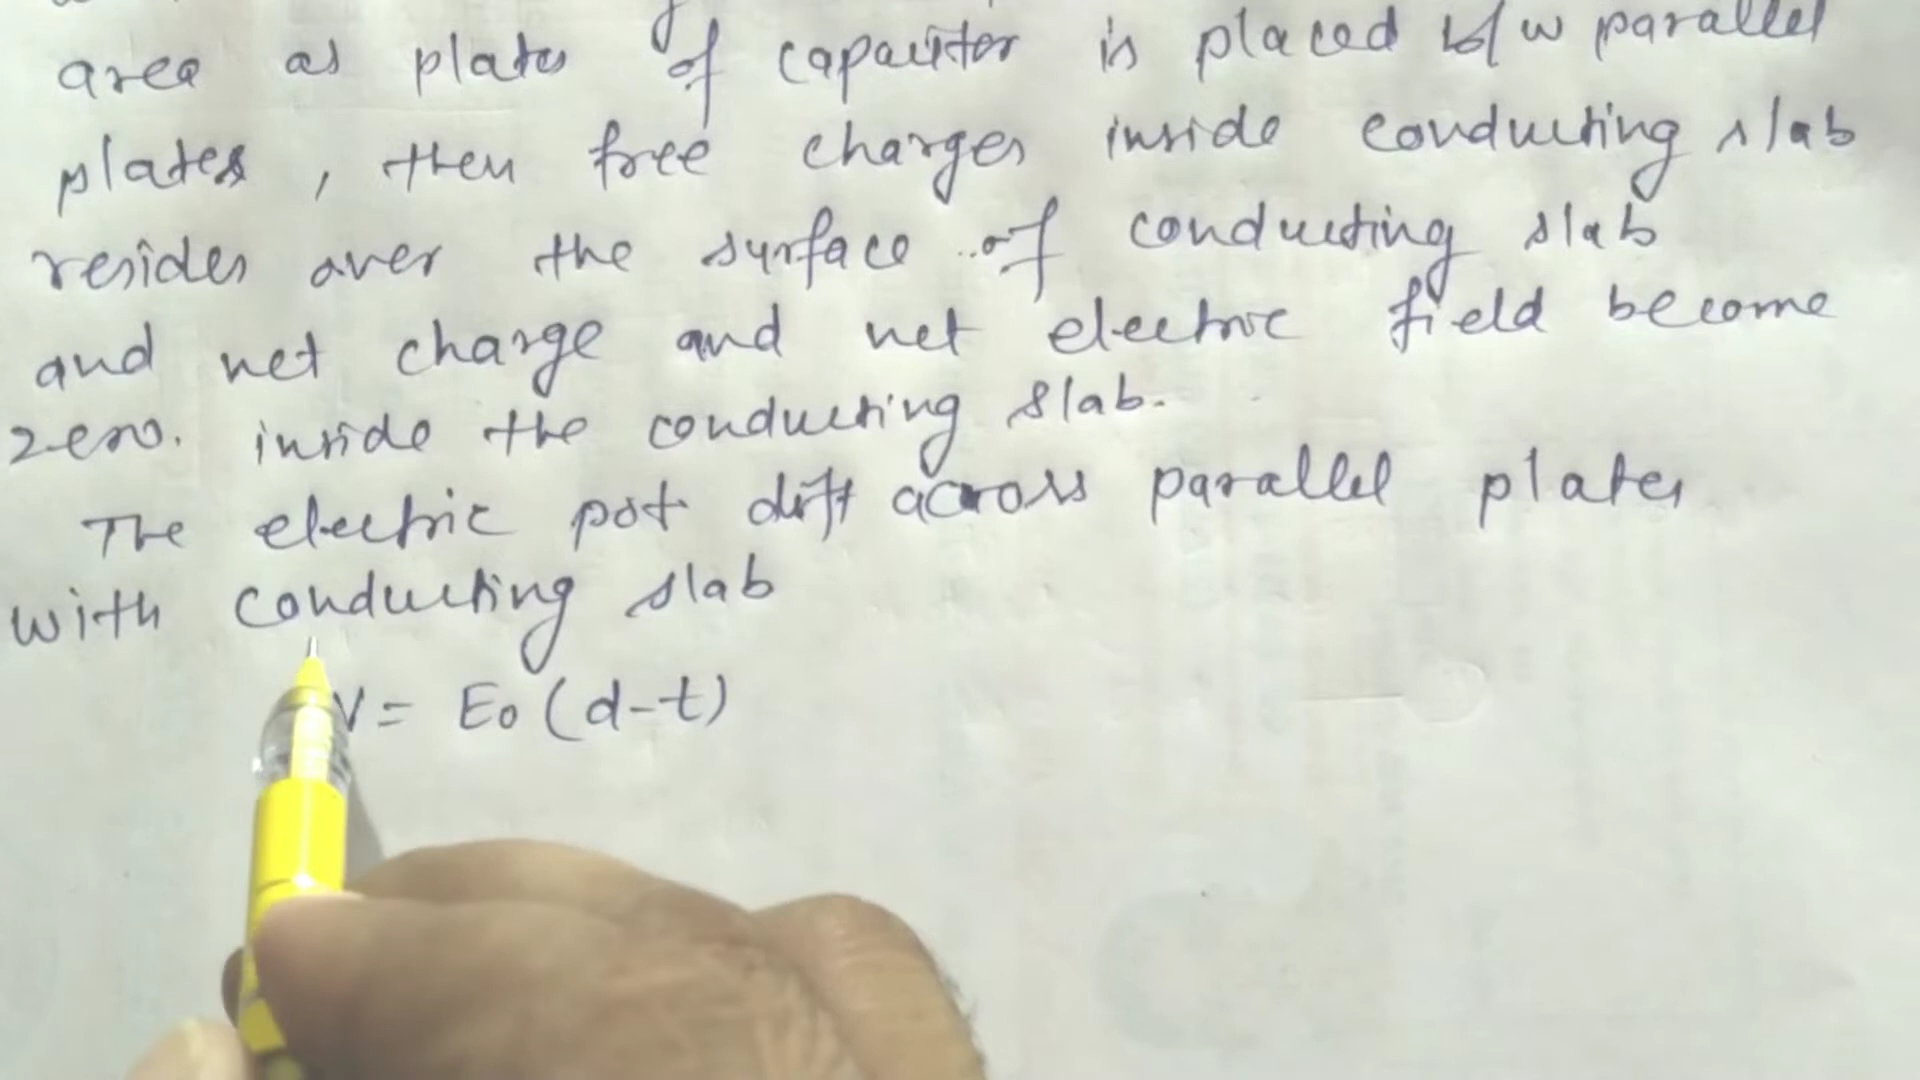 area as plates of capacitor is placed b/w parallel
plates, then free charges inside conducting slab
resides over the surface of conducting slab
and net charge and net electric field become
zero. inside the conducting slab.
The electric pot diff across parallel plates
with conducting slab
V = E₀ (d-t)